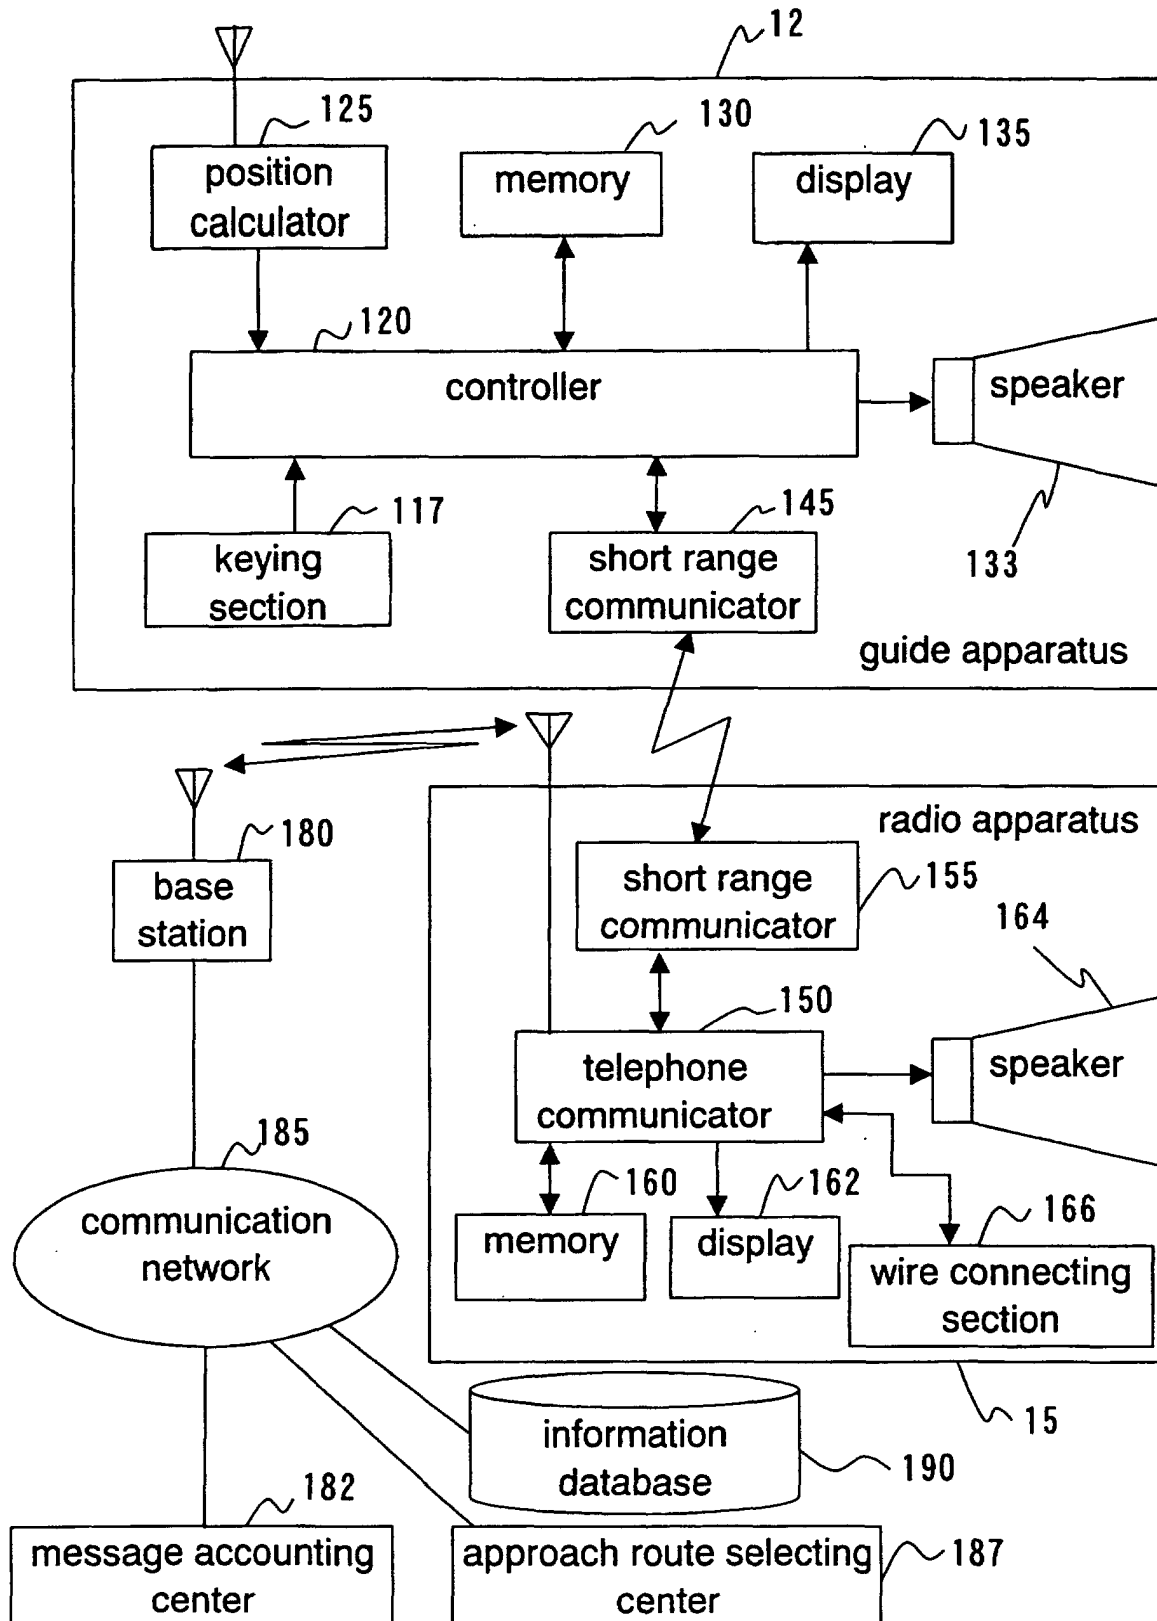 12
125
130
135
position
calculator
memory
display
120
controller
speaker
117
145
133
keying
section
short range
communicator
guide apparatus
radio apparatus
180
base
station
short range
communicator
155
164
150
telephone
communicator
speaker
185
communication
network
160
162
166
memory
display
wire connecting
section
15
information
database
190
182
message accounting
center
approach route selecting
center
187